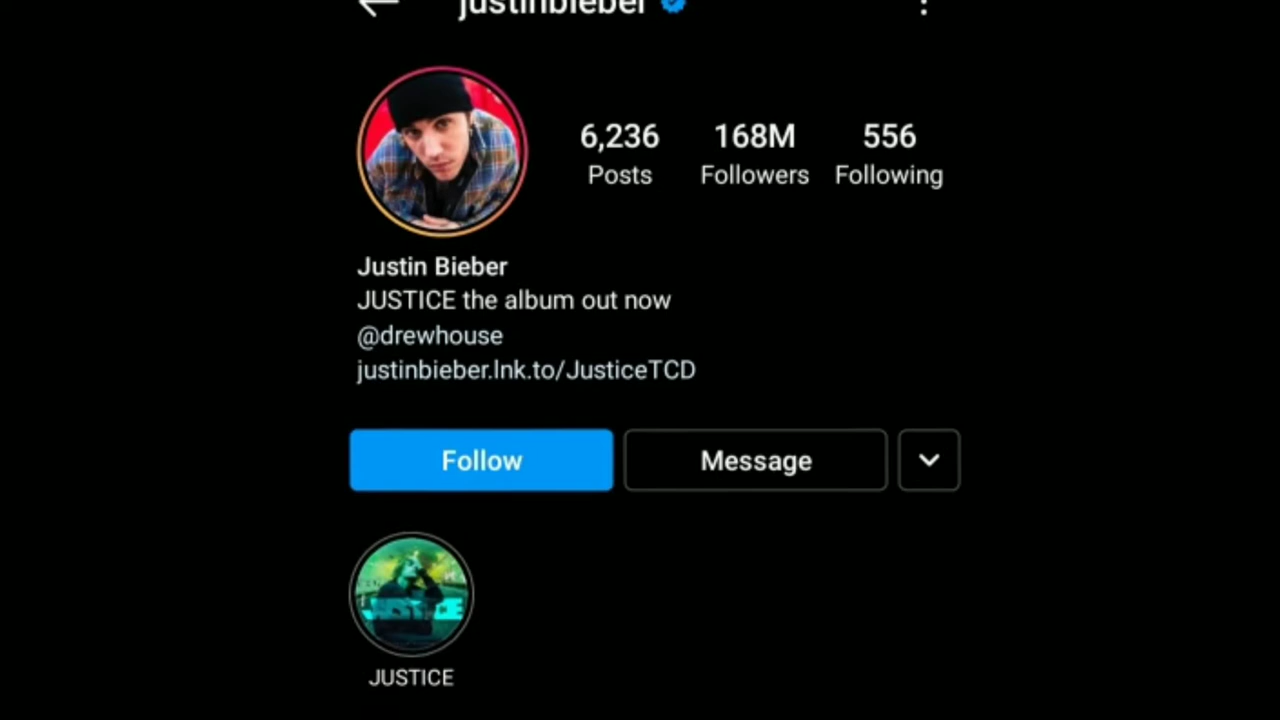 justinbieber
6,236 168M 556
Posts Followers Following
Justin Bieber
JUSTICE the album out now
@drewhouse
justinbieber.lnk.to/JusticeTCD
Follow Message
JUSTICE
JUSTICE